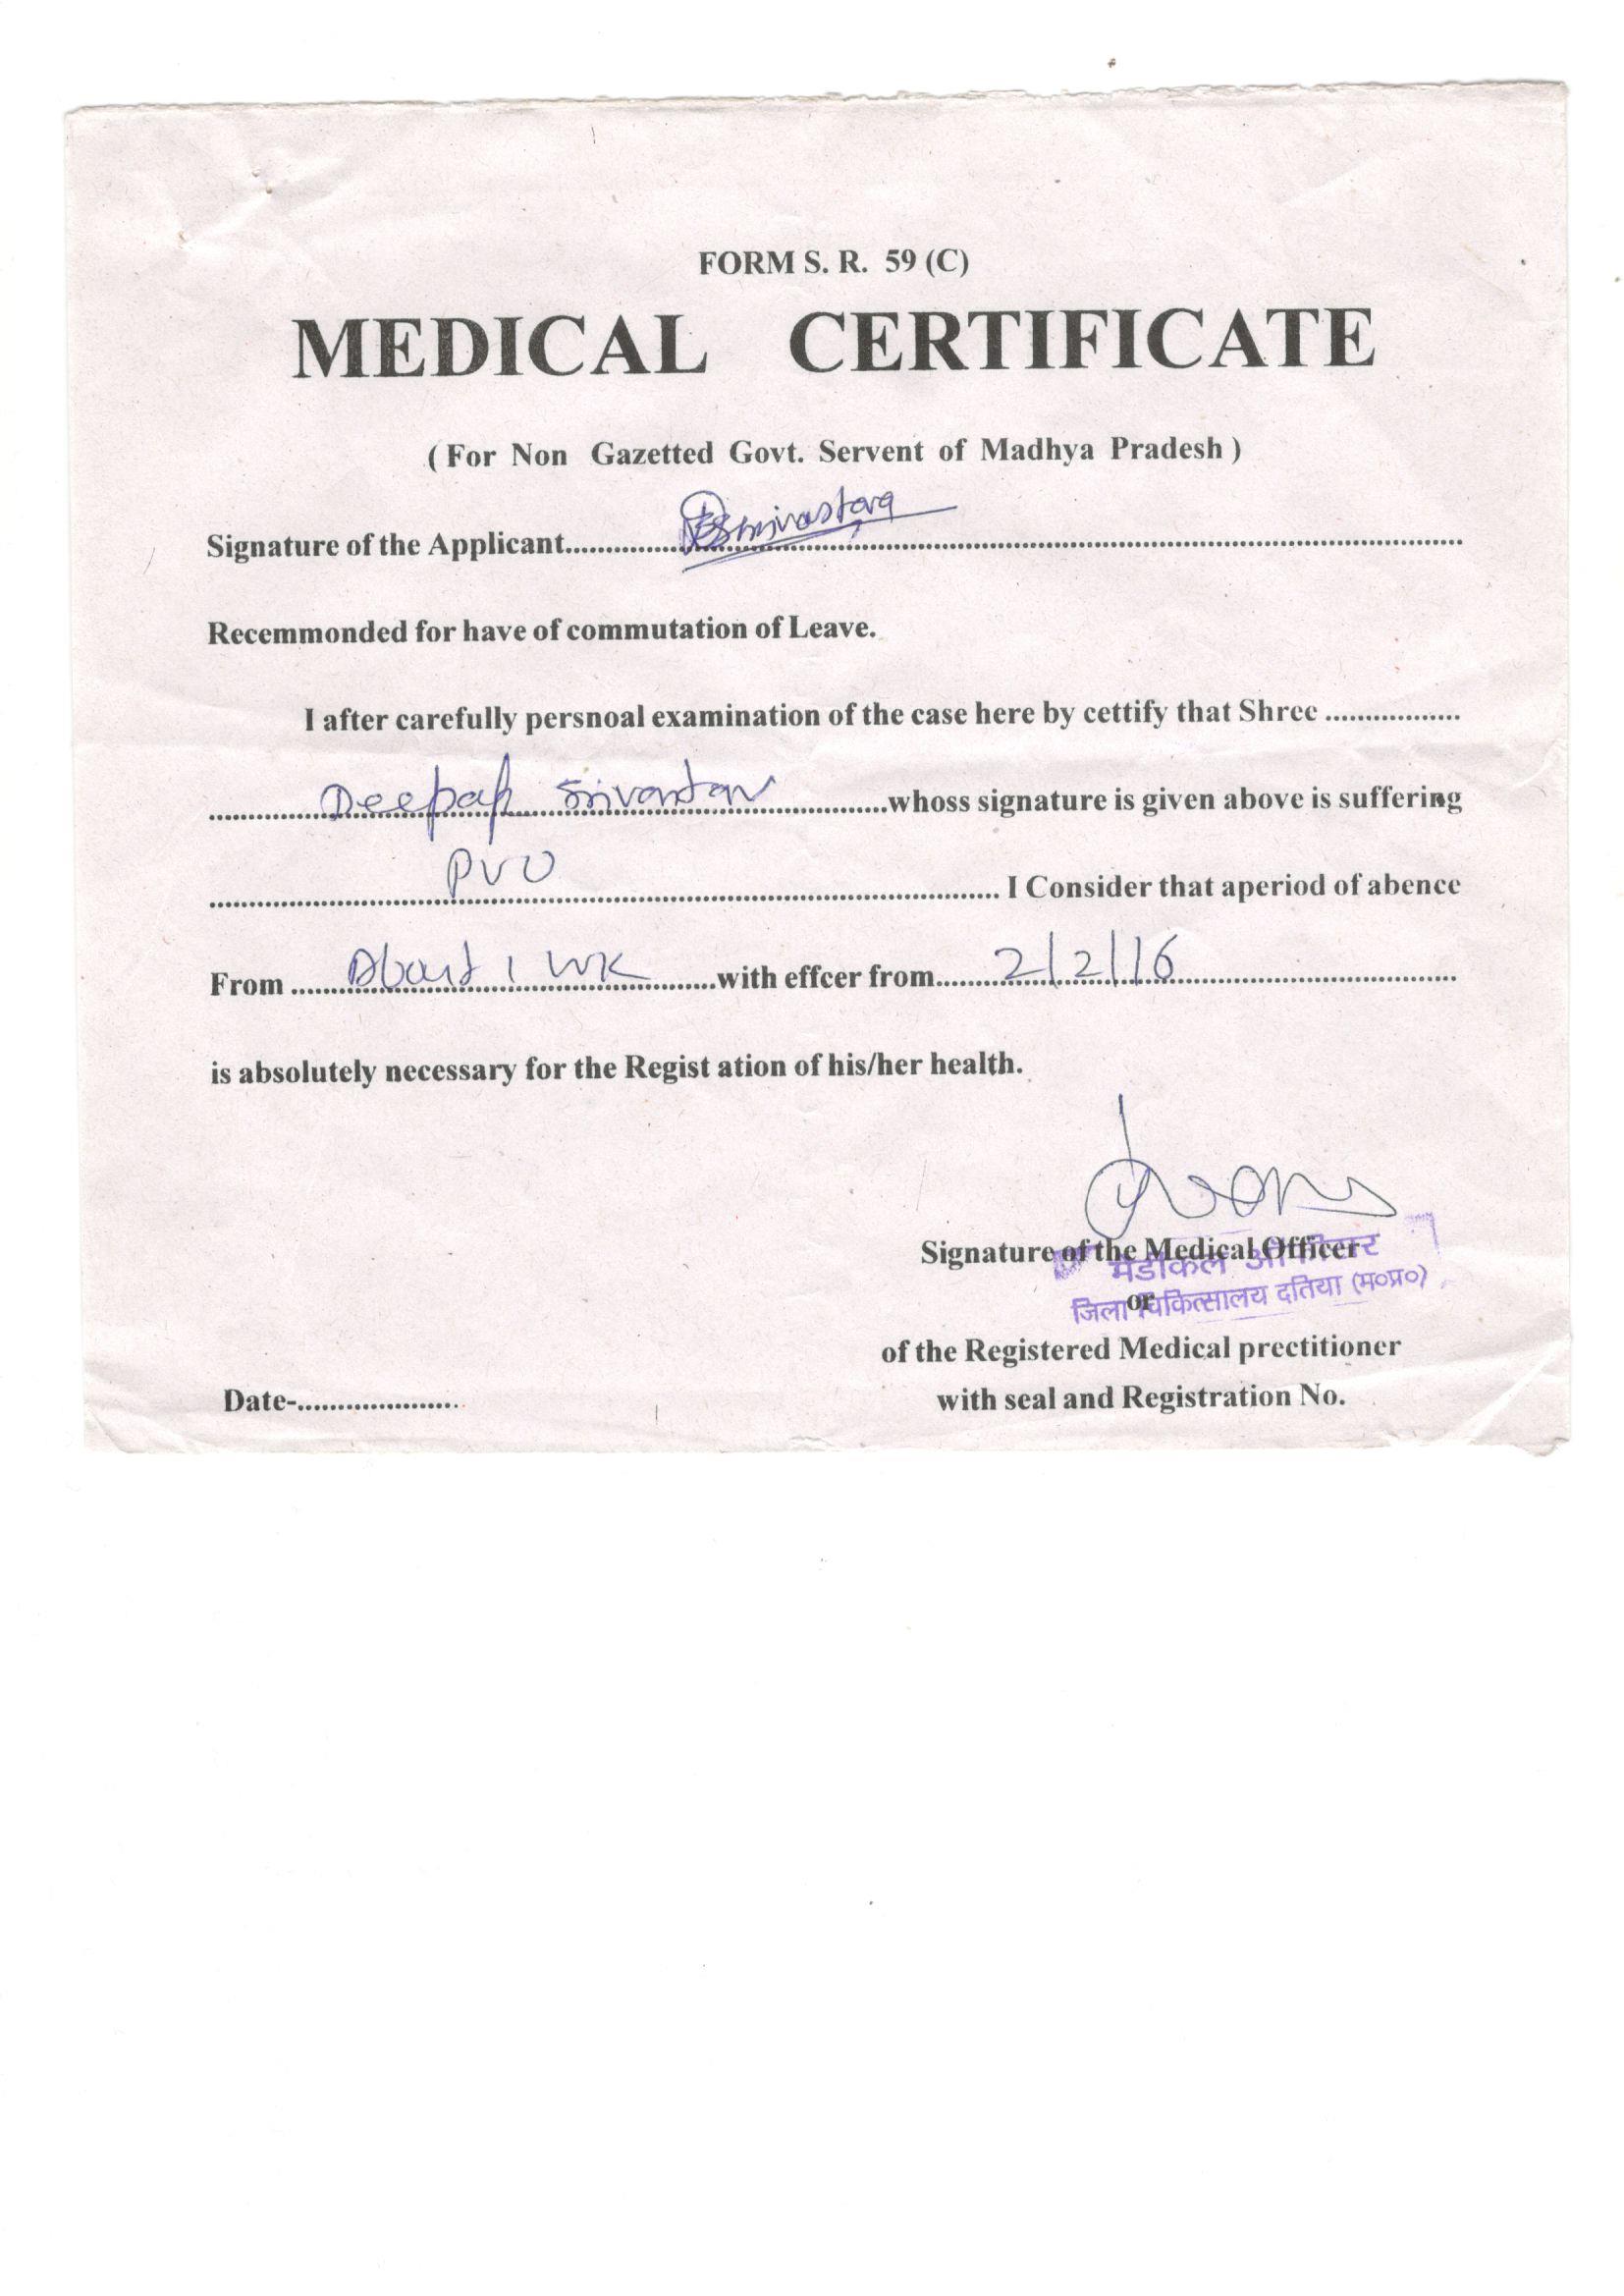 FORM S. R. 59 (C)
MEDICAL CERTIFICATE
( For Non Gazetted Govt. Servent of Madhya Pradesh )
Signature of the Applicant.................Shrivastava.................
Recemmonded for have of commutation of Leave.
I after carefully persnoal examination of the case here by cettify that Shree .................
Deepak Srivastav.................whoss signature is given above is suffering
PVO................. I Consider that aperiod of abence
From .......About 1 WK.......with effcer from.......2/2/16.......
is absolutely necessary for the Regist ation of his/her health.
Signature of the Medical Officer
मेडीकल ऑफीसर
or
जिला चिकित्सालय दतिया (म०प्र०)
of the Registered Medical prectitioner
Date-....................
with seal and Registration No.